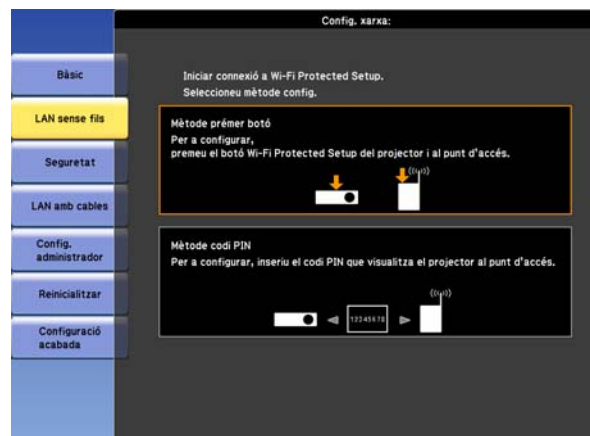 Config. xarxa:
Bàsic
LAN sense fils
Seguretat
LAN amb cables
Config.
administrador
Reinicialitzar
Configuració
acabada
Iniciar connexió a Wi-Fi Protected Setup.
Seleccioneu mètode config.
Mètode prémer botó
Per a configurar,
premeu el botó Wi-Fi Protected Setup del projector i al punt d'accés.
Mètode codi PIN
Per a configurar, inseriu el codi PIN que visualitza el projector al punt d'accés.
12345678